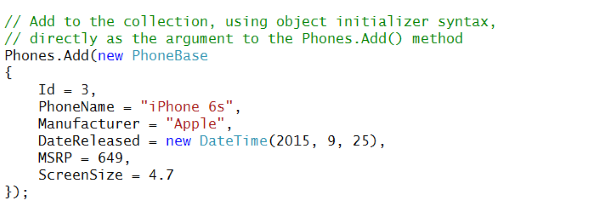 // Add to the collection, using object initializer syntax,
// directly as the argument to the Phones.Add() method
Phones.Add(new PhoneBase
{
    Id = 3,
    PhoneName = "iPhone 6s",
    Manufacturer = "Apple",
    DateReleased = new DateTime(2015, 9, 25),
    MSRP = 649,
    ScreenSize = 4.7
});